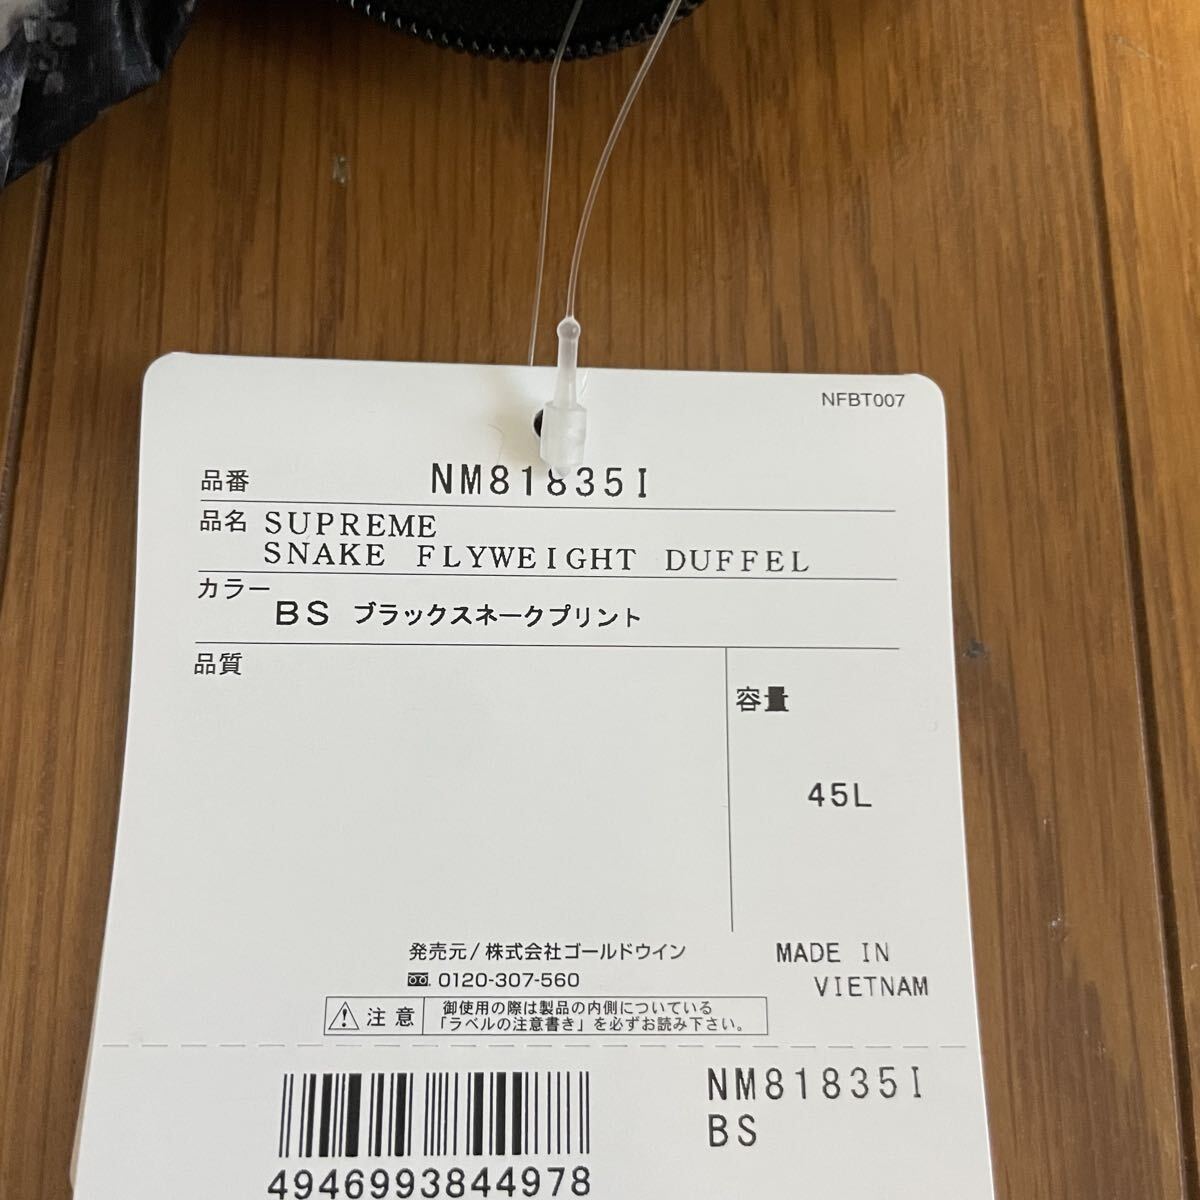 NFBT007
品番 NM81835I
品名 SUPREME
SNAKE FLYWEIGHT DUFFEL
カラー
BS ブラックスネークプリント
品質
容量
45L
発売元/株式会社ゴールドウイン
0120-307-560
MADE IN
VIETNAM
注意
御使用の際は製品の内側についている
「ラベルの注意書き」を必ずお読み下さい。
NM81835I
BS
4946993844978